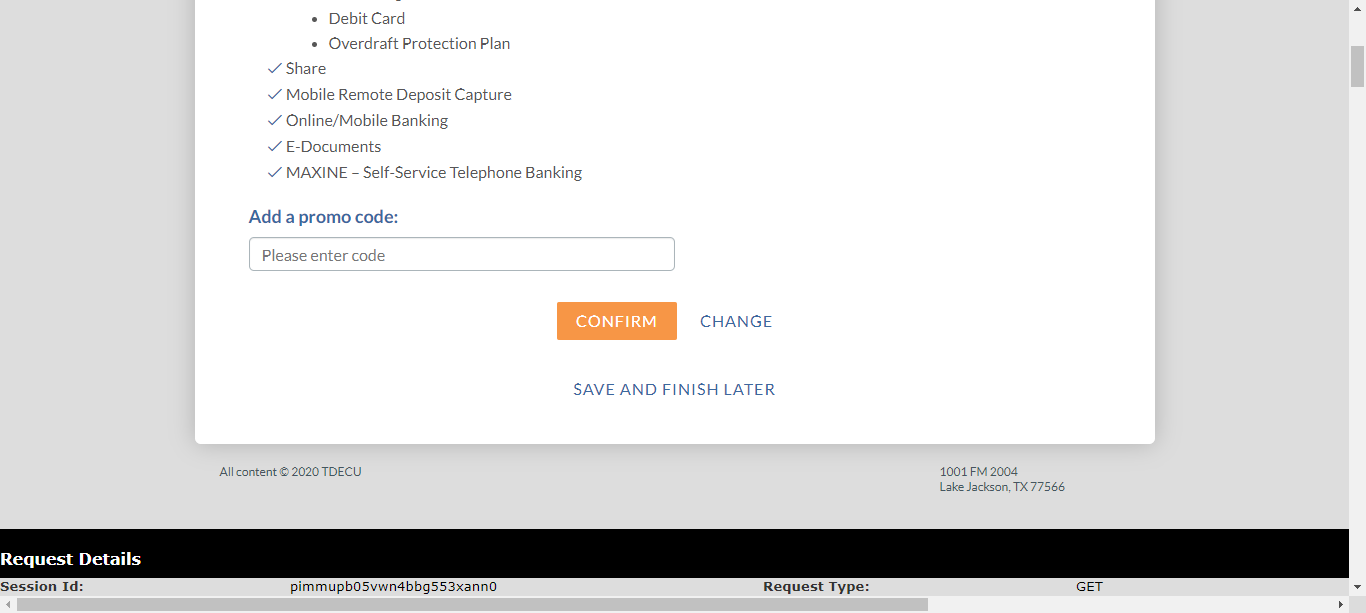 Debit Card
Overdraft Protection Plan
Share
Mobile Remote Deposit Capture
Online/Mobile Banking
E-Documents
MAXINE – Self-Service Telephone Banking
Add a promo code:
Please enter code
CONFIRM CHANGE
SAVE AND FINISH LATER
All content © 2020 TDECU
1001 FM 2004
Lake Jackson, TX 77566
Request Details
Session Id: pimmupb05vwn4bbg553xann0 Request Type: GET